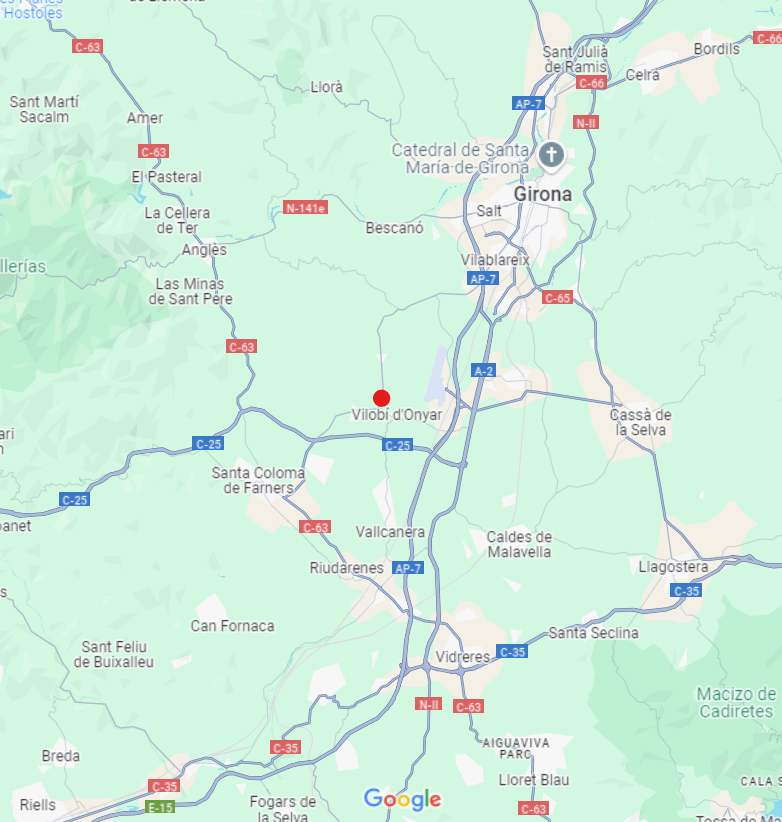 Hostoles
C-63
C-66
Sant Julià
de Ramis
Bordils
Celrà
C-66
Llorà
Sant Martí
Sacalm
AP-7
Amer
N-II
C-63
Catedral de Santa
María de Girona
El Pasteral
Girona
N-141e
Salt
La Cellera
de Ter
Bescanó
Anglès
Vilablareix
llerías
AP-7
Las Minas
de Sant Pere
C-65
C-63
A-2
Vilobí d'Onyar
Cassà de
la Selva
ari
C-25
C-25
Santa Coloma
de Farners
C-25
panet
C-63
Vallcanera
Caldes de
Malavella
Riudarenes
AP-7
Llagostera
C-35
Can Fornaca
Santa Seclina
Sant Feliu
de Buixalleu
Vidreres
C-35
Macizo de
Cadiretes
N-II
C-63
C-35
AIGUAVIVA
PARC
Breda
Lloret Blau
CALA S
C-35
Google
Riells
E-15
Fogars de
la Selva
C-63